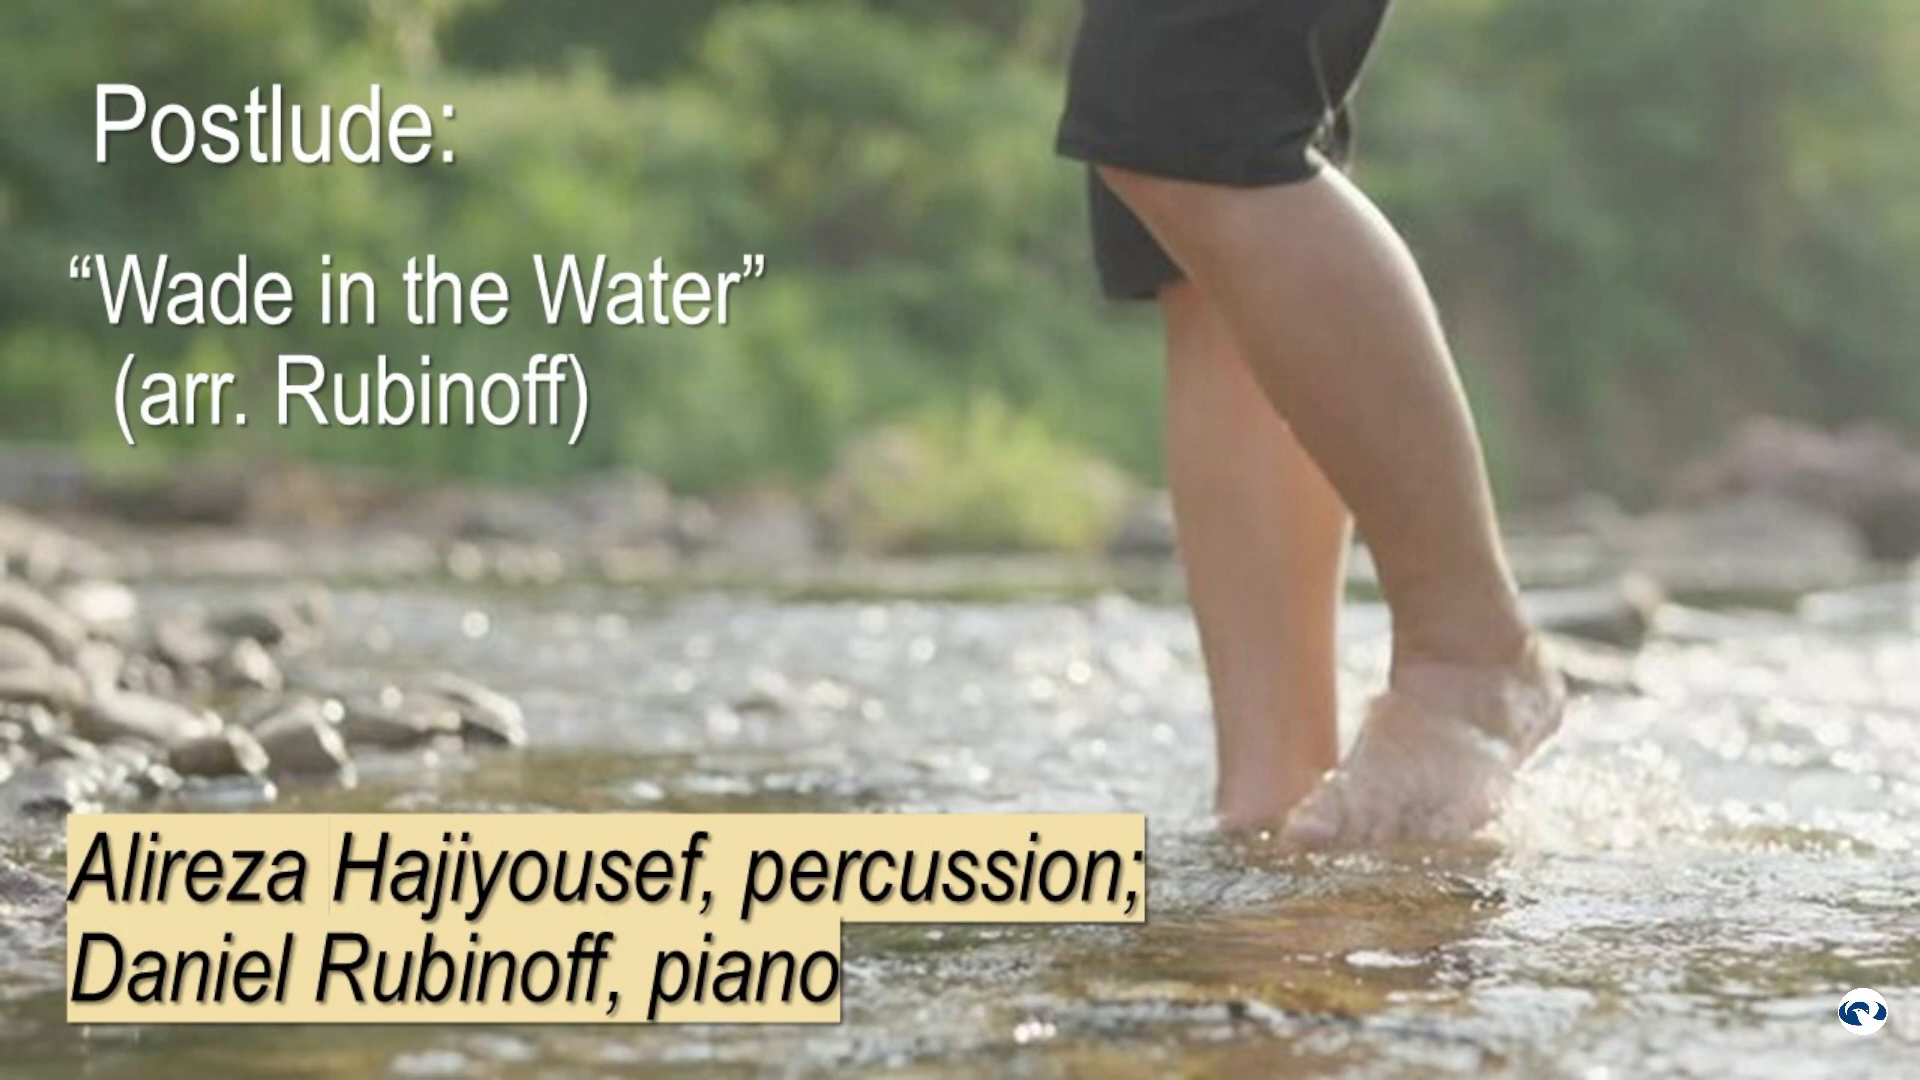 Postlude:
“Wade in the Water”
(arr. Rubinoff)
Alireza Hajiyousef, percussion;
Daniel Rubinoff, piano